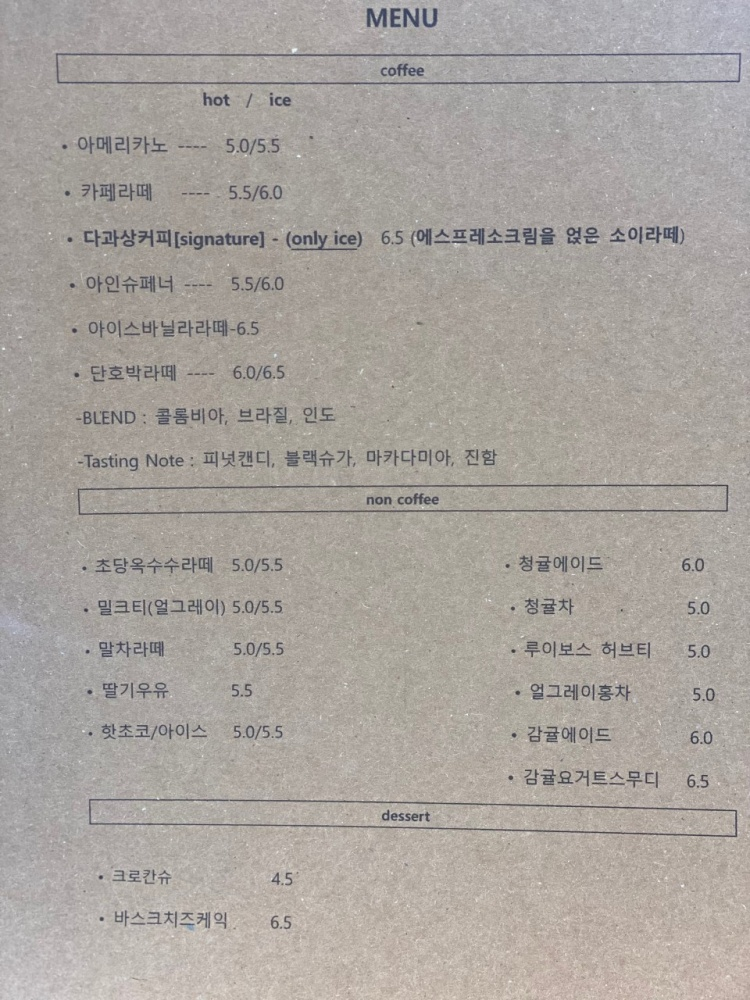 MENU
coffee
hot / ice
• 아메리카노 ---- 5.0/5.5
• 카페라떼 ---- 5.5/6.0
• 다과상커피[signature] - (only ice) 6.5 (에스프레소크림을 얹은 소이라떼)
• 아인슈페너 ---- 5.5/6.0
• 아이스바닐라라떼-6.5
• 단호박라떼 ---- 6.0/6.5
-BLEND : 콜롬비아, 브라질, 인도
-Tasting Note : 피넛캔디, 블랙슈가, 마카다미아, 진함
non coffee
• 초당옥수수라떼 5.0/5.5
• 밀크티(얼그레이) 5.0/5.5
• 말차라떼 5.0/5.5
• 딸기우유 5.5
• 핫초코/아이스 5.0/5.5
• 청귤에이드 6.0
• 청귤차 5.0
• 루이보스 허브티 5.0
• 얼그레이홍차 5.0
• 감귤에이드 6.0
• 감귤요거트스무디 6.5
dessert
• 크로칸슈 4.5
• 바스크치즈케익 6.5